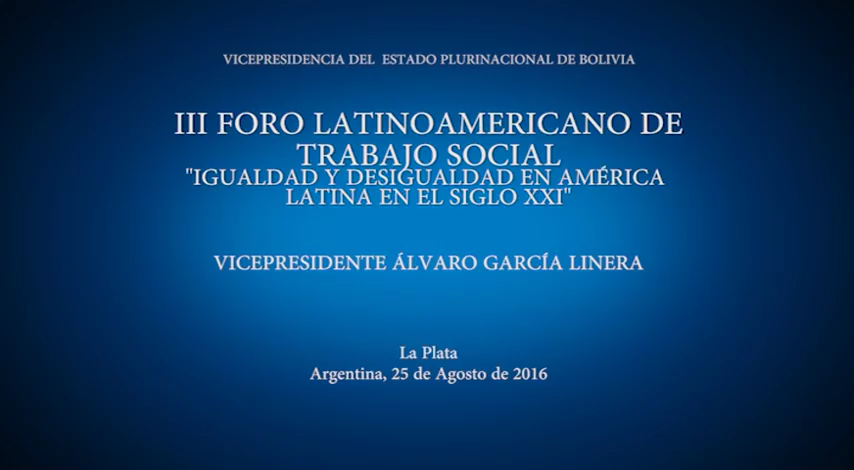 VICEPRESIDENCIA DEL ESTADO PLURINACIONAL DE BOLIVIA
III FORO LATINOAMERICANO DE
TRABAJO SOCIAL
"IGUALDAD Y DESIGUALDAD EN AMÉRICA
LATINA EN EL SIGLO XXI"
VICEPRESIDENTE ÁLVARO GARCÍA LINERA
La Plata
Argentina, 25 de Agosto de 2016